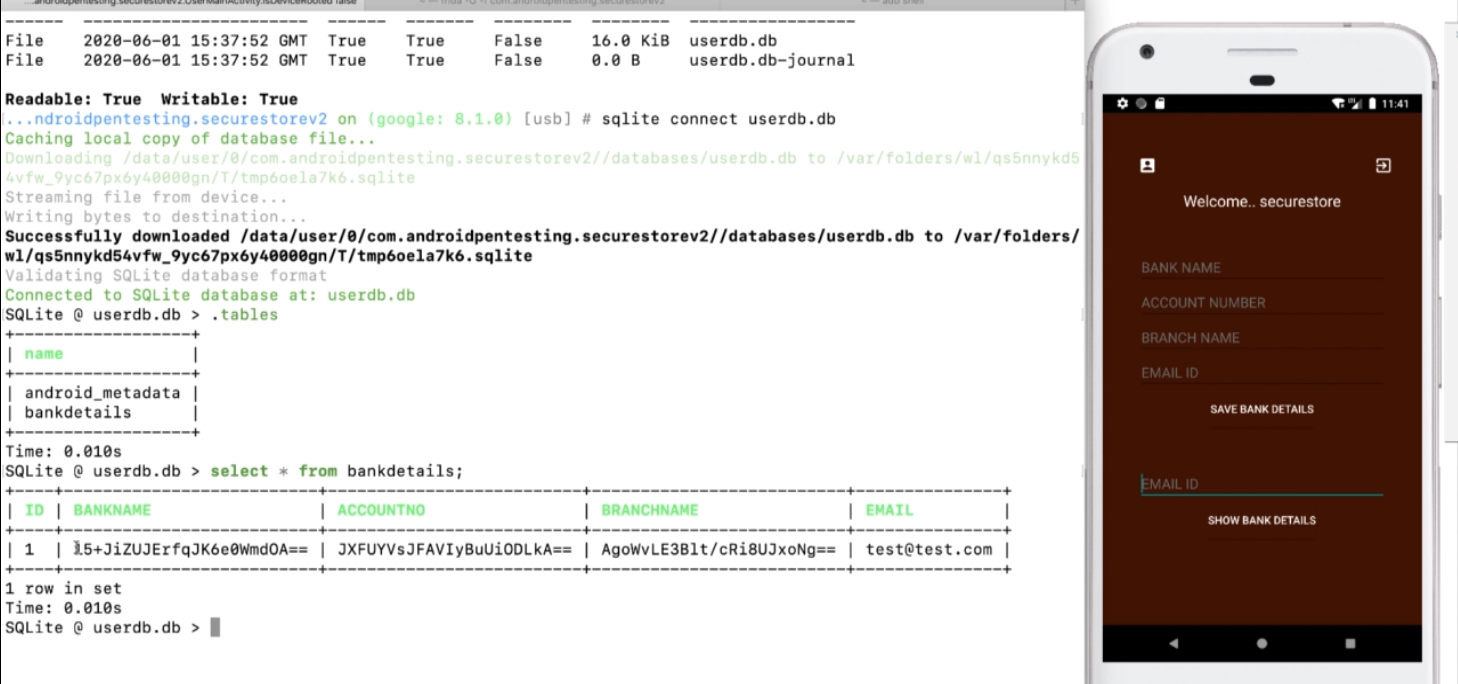 ...androidpentesting.securestorev2.UserMainActivity.isDeviceRooted false
File 2020-06-01 15:37:52 GMT True True False 16.0 KiB userdb.db
File 2020-06-01 15:37:52 GMT True True False 0.0 B userdb.db-journal
Readable: True Writable: True
...ndroidpentesting.securestorev2 on (google: 8.1.0) [usb] # sqlite connect userdb.db
Caching local copy of database file...
Downloading /data/user/0/com.androidpentesting.securestorev2//databases/userdb.db to /var/folders/wl/qs5nnykd5
4vfw_9yc67px6y40000gn/T/tmp6oela7k6.sqlite
Streaming file from device...
Writing bytes to destination...
Successfully downloaded /data/user/0/com.androidpentesting.securestorev2//databases/userdb.db to /var/folders/
wl/qs5nnykd54vfw_9yc67px6y40000gn/T/tmp6oela7k6.sqlite
Validating SQLite database format
Connected to SQLite database at: userdb.db
SQLite @ userdb.db > .tables
| name |
| android_metadata |
| bankdetails |
Time: 0.010s
SQLite @ userdb.db > select * from bankdetails;
| ID | BANKNAME | ACCOUNTNO | BRANCHNAME | EMAIL |
| 1 | JXFUYVsJFAVIyBuUiODLkA== | AgoWvLE3Blt/cRi8UJxoNg== | test@test.com |
1 row in set
Time: 0.010s
SQLite @ userdb.db >
11:41
Welcome.. securestore
BANK NAME
ACCOUNT NUMBER
BRANCH NAME
EMAIL ID
SAVE BANK DETAILS
EMAIL ID
SHOW BANK DETAILS